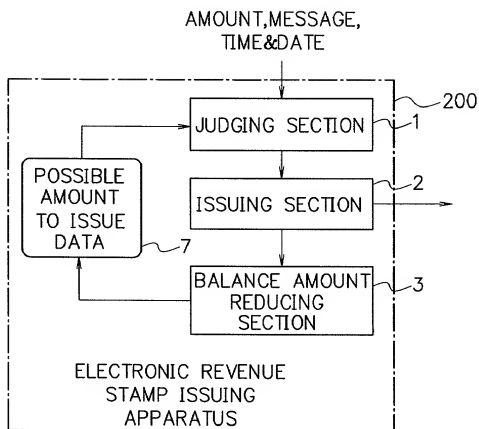 AMOUNT,MESSAGE,
TIME&DATE
200
JUDGING SECTION
1
POSSIBLE
AMOUNT
TO ISSUE
DATA
7
ISSUING SECTION
2
BALANCE AMOUNT
REDUCING
SECTION
3
ELECTRONIC REVENUE
STAMP ISSUING
APPARATUS